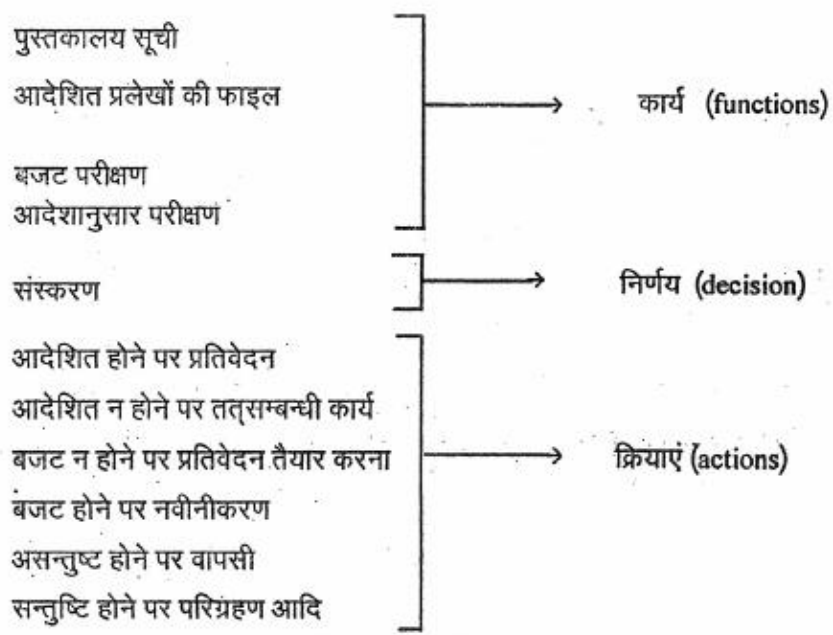 पुस्तकालय सूची
आदेशित प्रलेखों की फाइल
कार्य (functions)
बजट परीक्षण
आदेशानुसार परीक्षण
संस्करण
निर्णय (decision)
आदेशित होने पर प्रतिवेदन
आदेशित न होने पर तत्सम्बन्धी कार्य
बजट न होने पर प्रतिवेदन तैयार करना
क्रियाएं (actions)
बजट होने पर नवीनीकरण
असन्तुष्ट होने पर वापसी
सन्तुष्टि होने पर परिग्रहण आदि